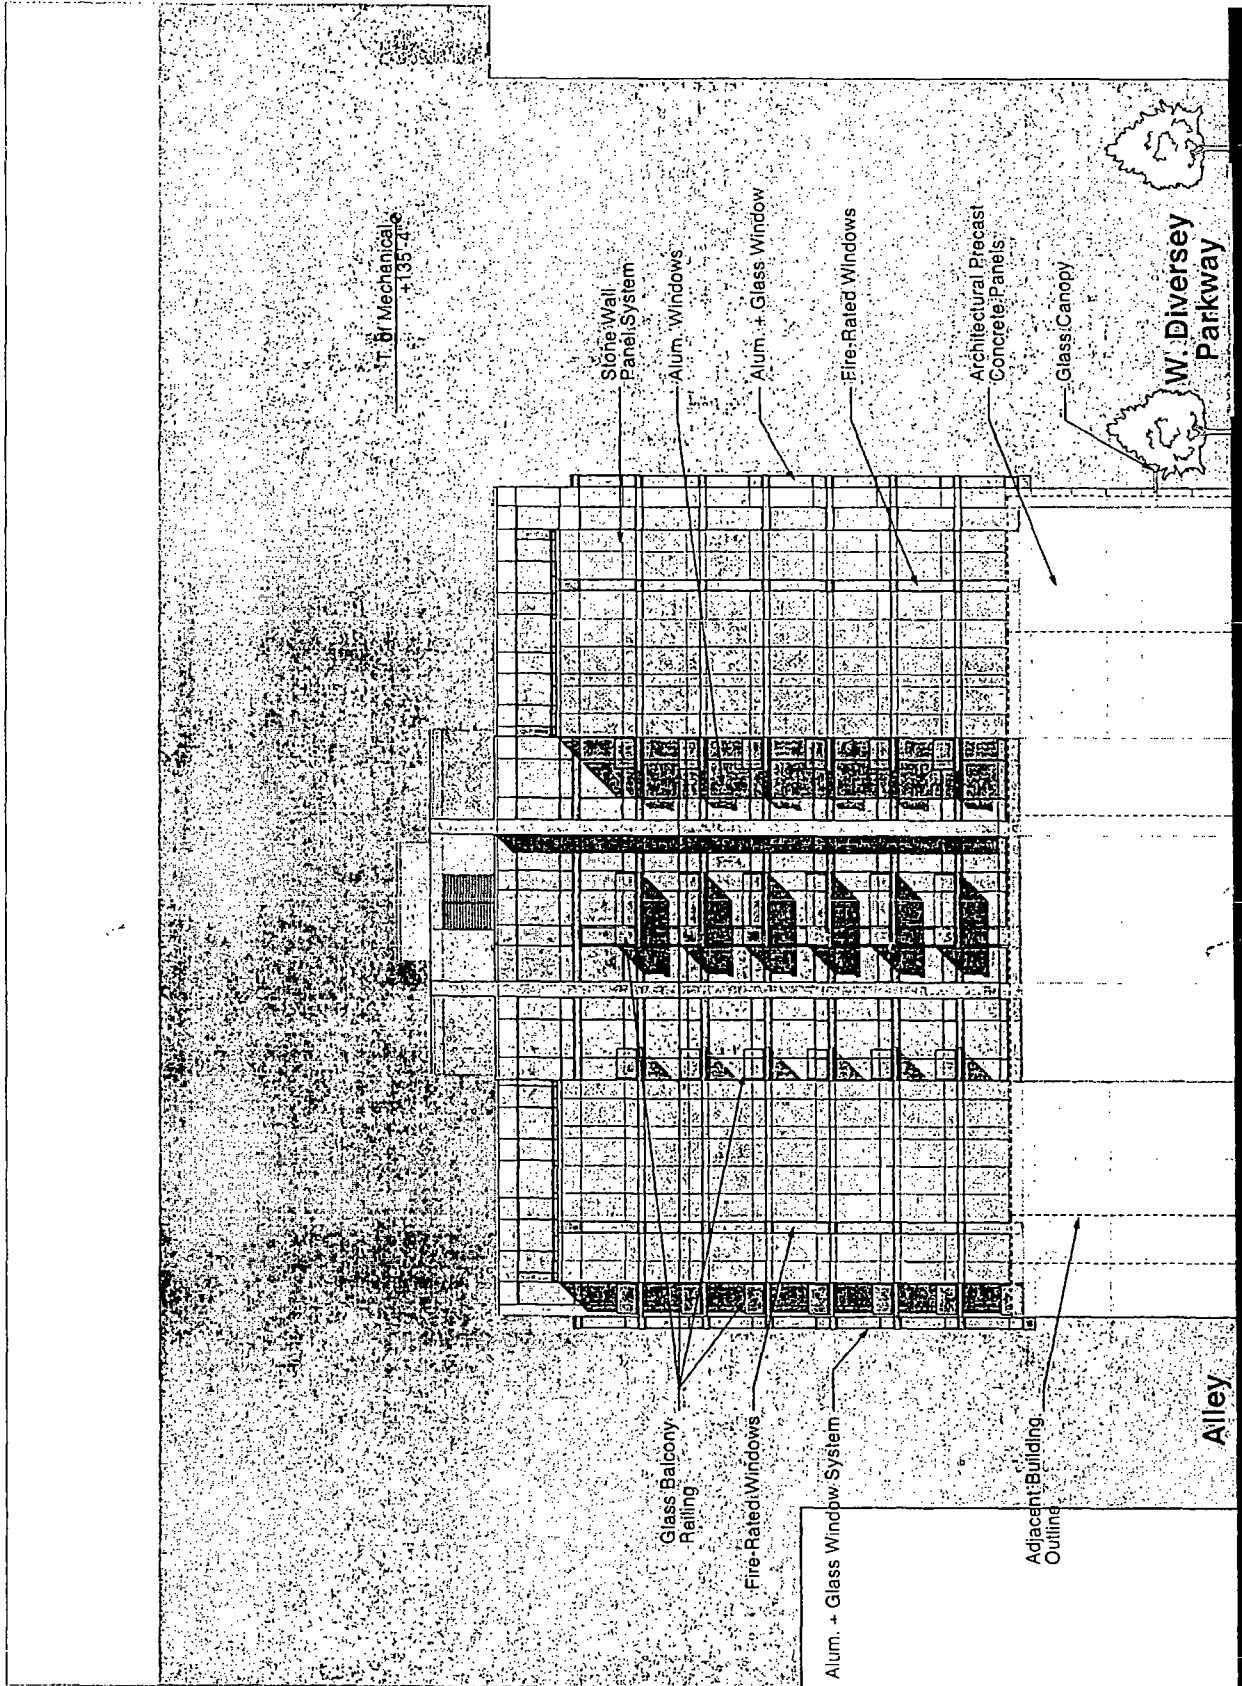 T. of Mechanical
+135'-4"
Stone Wall
Panel System
Alum. Windows
Alum. + Glass Window
Fire-Rated Windows
Architectural Precast
Concrete Panels
Glass Canopy
W. Diversey
Parkway
Glass Balcony
Railing
Fire-Rated Windows
Alum. + Glass Window System
Adjacent Building
Outline
Alley